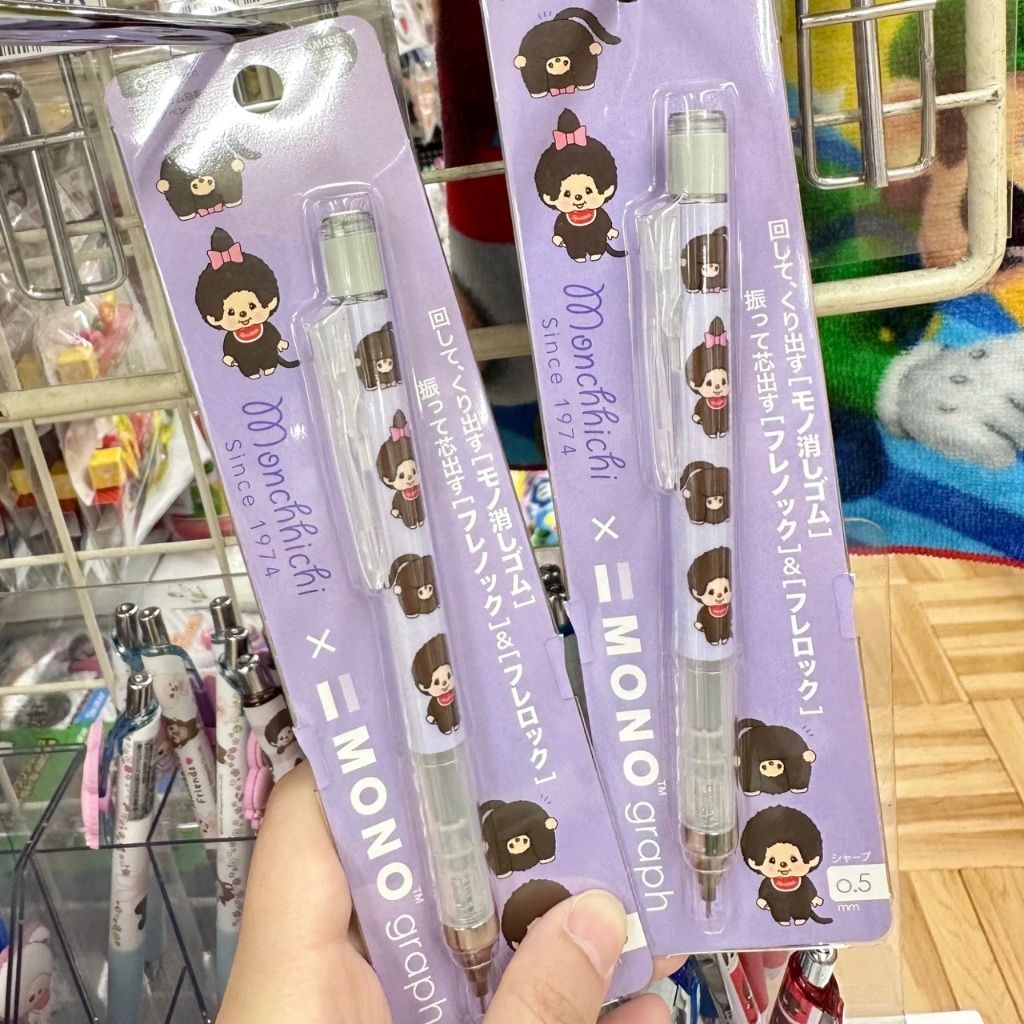 Monchhichi
Since 1974
×
MONO graph™
回して、くり出す［モノ消しゴム］
振って芯出す［フレノック］&［フレロック］
Monchhichi
Since 1974
×
MONO graph™
回して、くり出す［モノ消しゴム］
振って芯出す［フレノック］&［フレロック］
シャープ
0.5
mm
Friends